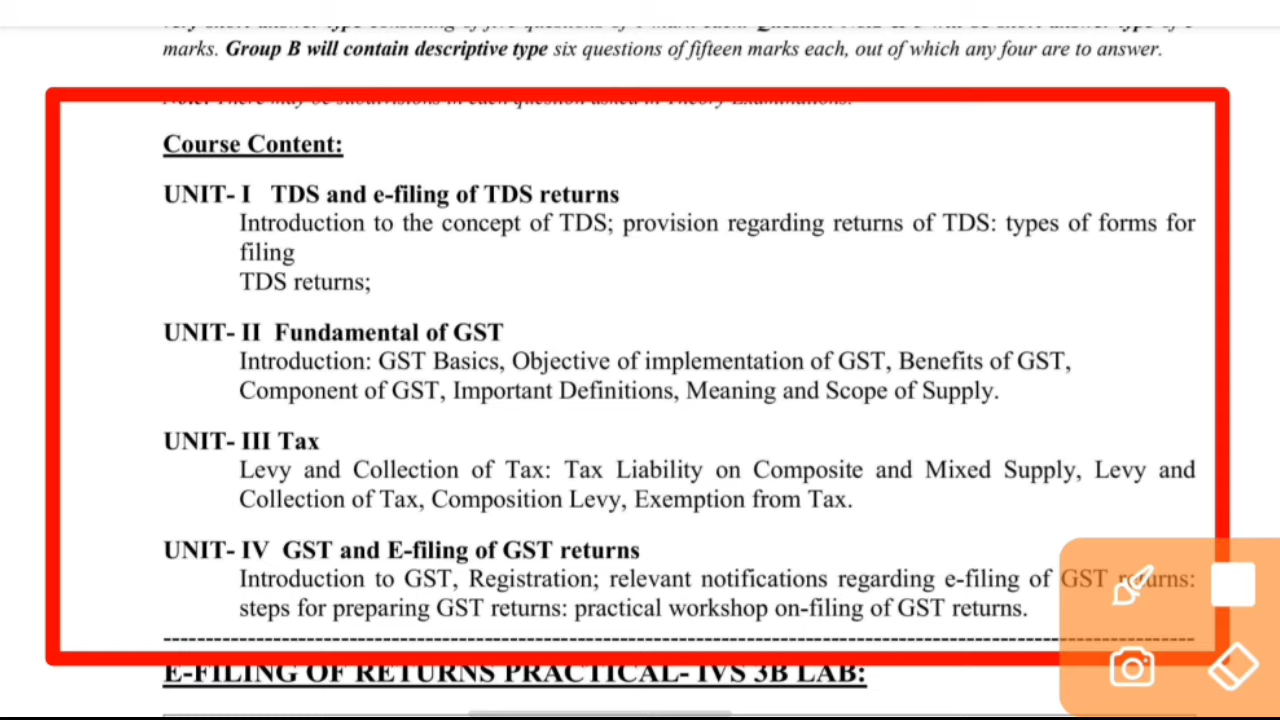 marks. Group B will contain descriptive type six questions of fifteen marks each, out of which any four are to answer.
Course Content:
UNIT- I TDS and e-filing of TDS returns
Introduction to the concept of TDS; provision regarding returns of TDS: types of forms for
filing
TDS returns;
UNIT- II Fundamental of GST
Introduction: GST Basics, Objective of implementation of GST, Benefits of GST,
Component of GST, Important Definitions, Meaning and Scope of Supply.
UNIT- III Tax
Levy and Collection of Tax: Tax Liability on Composite and Mixed Supply, Levy and
Collection of Tax, Composition Levy, Exemption from Tax.
UNIT- IV GST and E-filing of GST returns
Introduction to GST, Registration; relevant notifications regarding e-filing of GST returns:
steps for preparing GST returns: practical workshop on-filing of GST returns.
E-FILING OF RETURNS PRACTICAL- IVS 3B LAB: